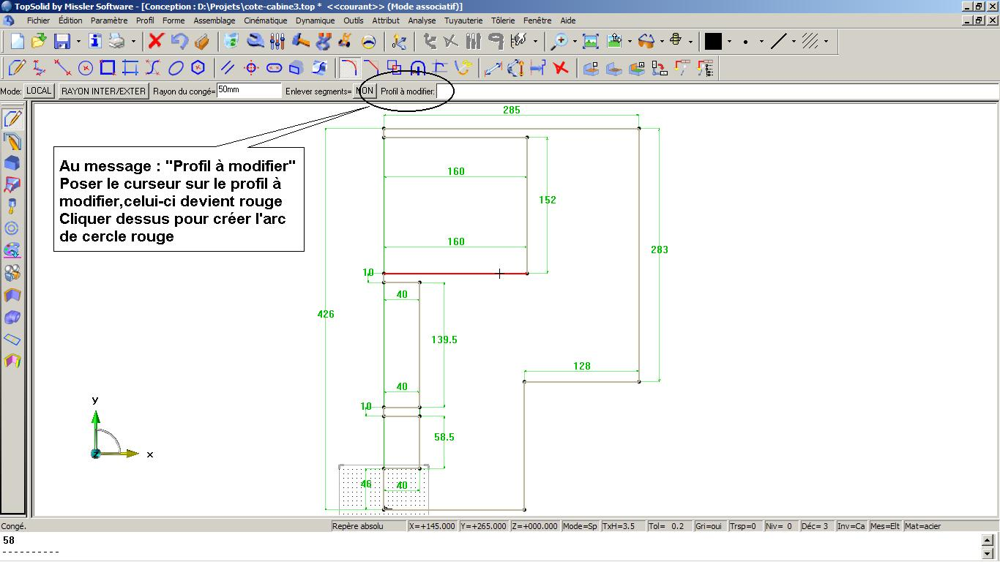 TopSolid by Missler Software - [Conception : D:\Projets\cote-cabine3.top * <<courant>> (Mode associatif)]
Fichier Édition Paramètre Profil Forme Assemblage Cinématique Dynamique Outils Attribut Analyse Tuyauterie Tôlerie Fenêtre Aide
Mode: LOCAL RAYON INTER/EXTER Rayon du congé= 50mm Enlever segments= NON Profil à modifier:
285
Au message : "Profil à modifier"
Poser le curseur sur le profil à
modifier,celui-ci devient rouge
Cliquer dessus pour créer l'arc
de cercle rouge
160
152
160
283
10
40
426
139.5
128
40
10
58.5
46
40
y
x
z
Congé. Repère absolu X=+145.000 Y=+265.000 Z=+000.000 Mode=Sp TxH=3.5 Tol= 0.2 Gri=oui Trsp=0 Niv= 0 Déc= 3 Inv=Ca Mes=Elt Mat=acier
58
----------